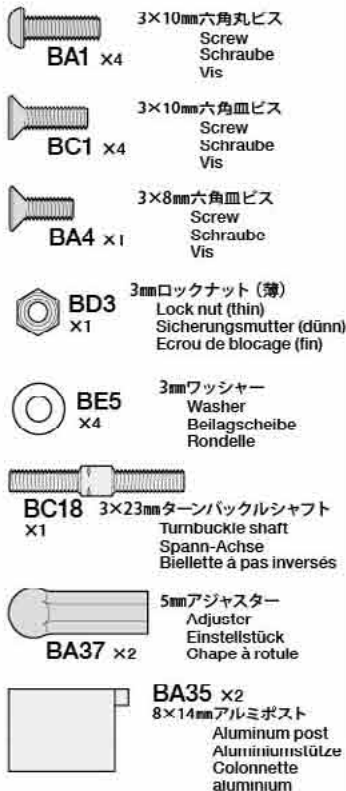 3×10㎜六角丸ビス
BA1 ×4
Screw
Schraube
Vis
3×10㎜六角皿ビス
BC1 ×4
Screw
Schraube
Vis
3×8㎜六角皿ビス
BA4 ×1
Screw
Schraube
Vis
3㎜ロックナット（薄）
BD3
×1
Lock nut (thin)
Sicherungsmutter (dünn)
Ecrou de blocage (fin)
3㎜ワッシャー
BE5
×4
Washer
Beilagscheibe
Rondelle
BC18 3×23㎜ターンバックルシャフト
×1
Turnbuckle shaft
Spann-Achse
Biellette à pas inversés
5㎜アジャスター
Adjuster
Einstellstück
BA37 ×2
Chape à rotule
BA35 ×2
8×14㎜アルミポスト
Aluminum post
Aluminiumstütze
Colonnette
aluminium